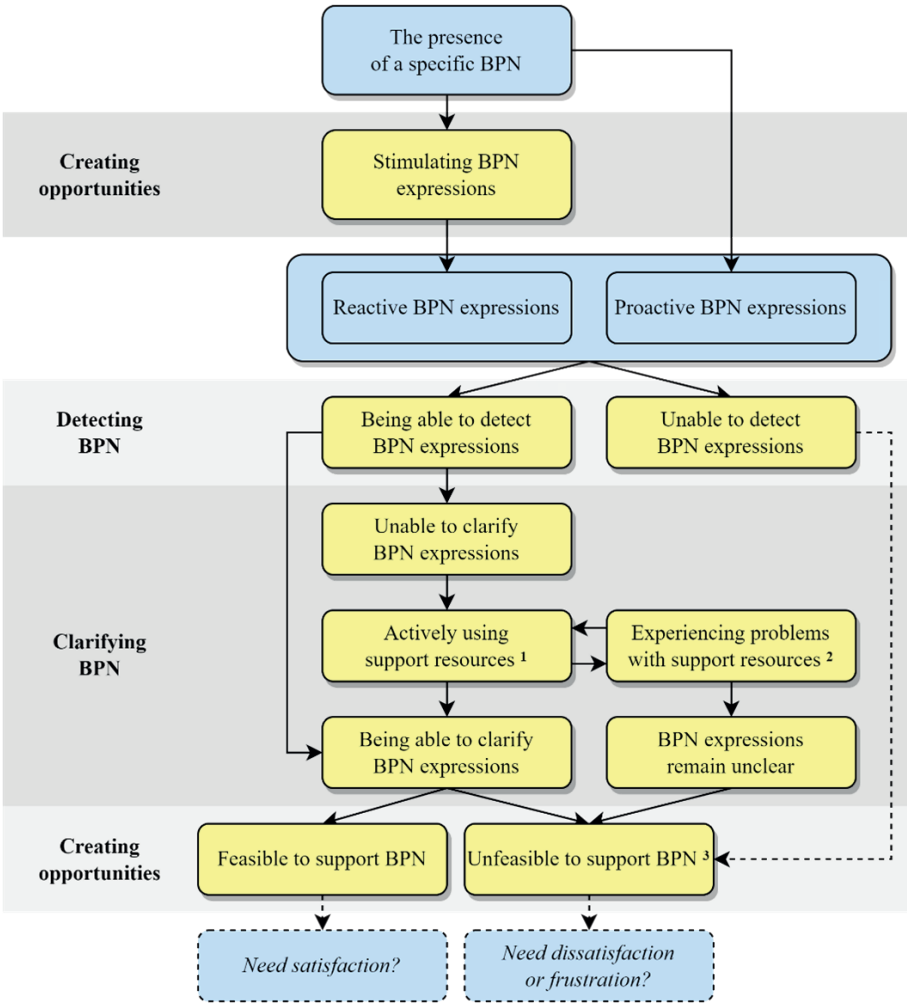 The presence
of a specific BPN
Creating
opportunities
Stimulating BPN
expressions
Reactive BPN expressions
Proactive BPN expressions
Detecting
BPN
Being able to detect
BPN expressions
Unable to detect
BPN expressions
Unable to clarify
BPN expressions
Clarifying
BPN
Actively using
support resources 1
Experiencing problems
with support resources 2
Being able to clarify
BPN expressions
BPN expressions
remain unclear
Creating
opportunities
Feasible to support BPN
Unfeasible to support BPN 3
Need satisfaction?
Need dissatisfaction
or frustration?